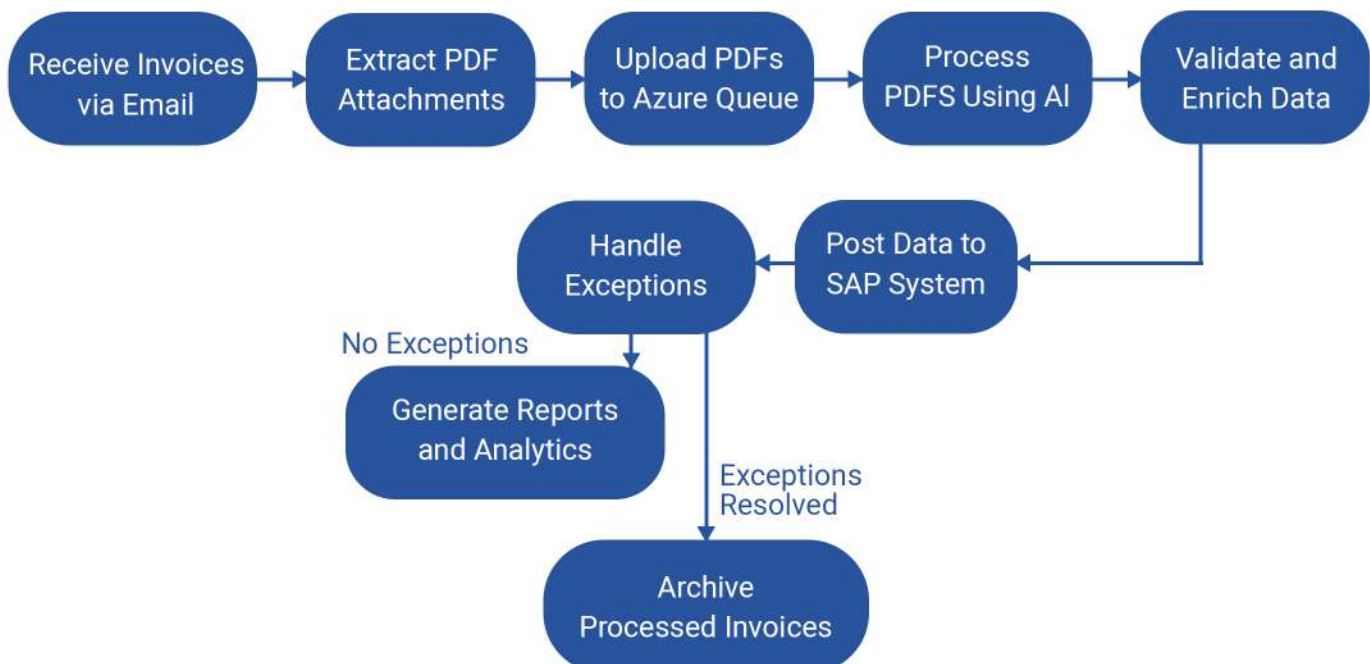 Receive Invoices
via Email
Extract PDF
Attachments
Upload PDFs
to Azure Queue
Process
PDFS Using AI
Validate and
Enrich Data
Handle
Exceptions
Post Data to
SAP System
No Exceptions
Generate Reports
and Analytics
Exceptions
Resolved
Archive
Processed Invoices